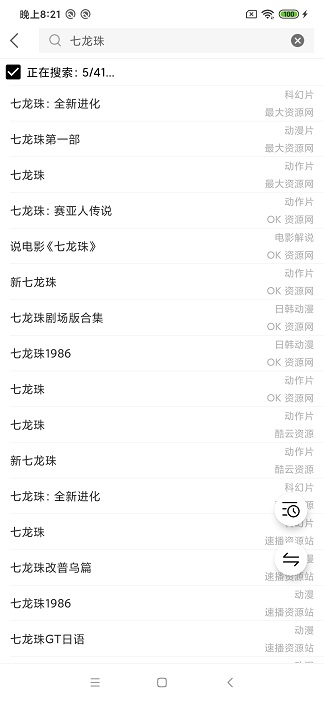 晚上8:21
100
七龙珠
正在搜索：5/41...
七龙珠：全新进化
科幻片
最大资源网
七龙珠第一部
动漫片
最大资源网
七龙珠
动作片
最大资源网
七龙珠：赛亚人传说
动作片
OK 资源网
说电影《七龙珠》
电影解说
OK 资源网
新七龙珠
动作片
OK 资源网
七龙珠剧场版合集
日韩动漫
OK 资源网
七龙珠1986
日韩动漫
OK 资源网
七龙珠
动作片
OK 资源网
七龙珠
动作片
酷云资源
新七龙珠
动作片
酷云资源
七龙珠：全新进化
科幻片
资源站
七龙珠
片
速播资源站
七龙珠改普乌篇
速播资源站
七龙珠1986
动漫
速播资源站
七龙珠GT日语
动漫
速播资源站